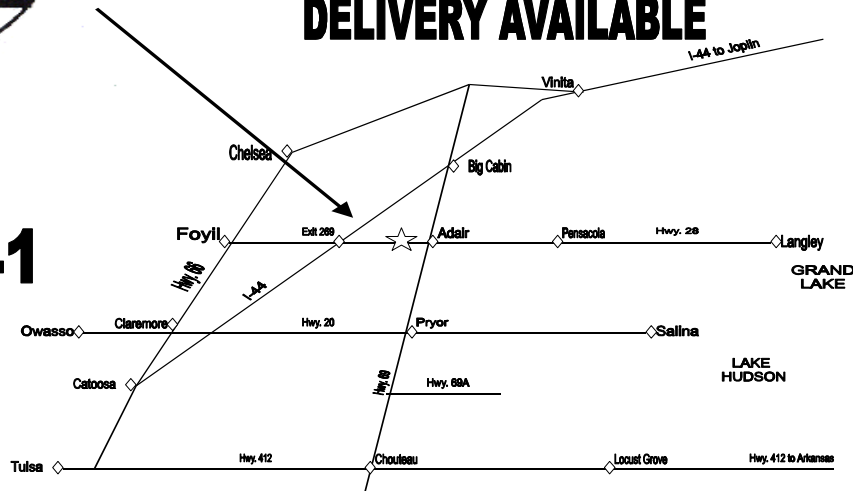 DELIVERY AVAILABLE
I-44 to Joplin
Vinita
Chelsea
Big Cabin
-1
Foyil
Exit 269
Adair
Pensacola
Hwy. 28
Langley
GRAND
LAKE
Hwy. 66
I-44
Owasso
Claremore
Hwy. 20
Pryor
Salina
LAKE
HUDSON
Catoosa
Hwy. 69
Hwy. 69A
Tulsa
Hwy. 412
Chouteau
Locust Grove
Hwy. 412 to Arkansas